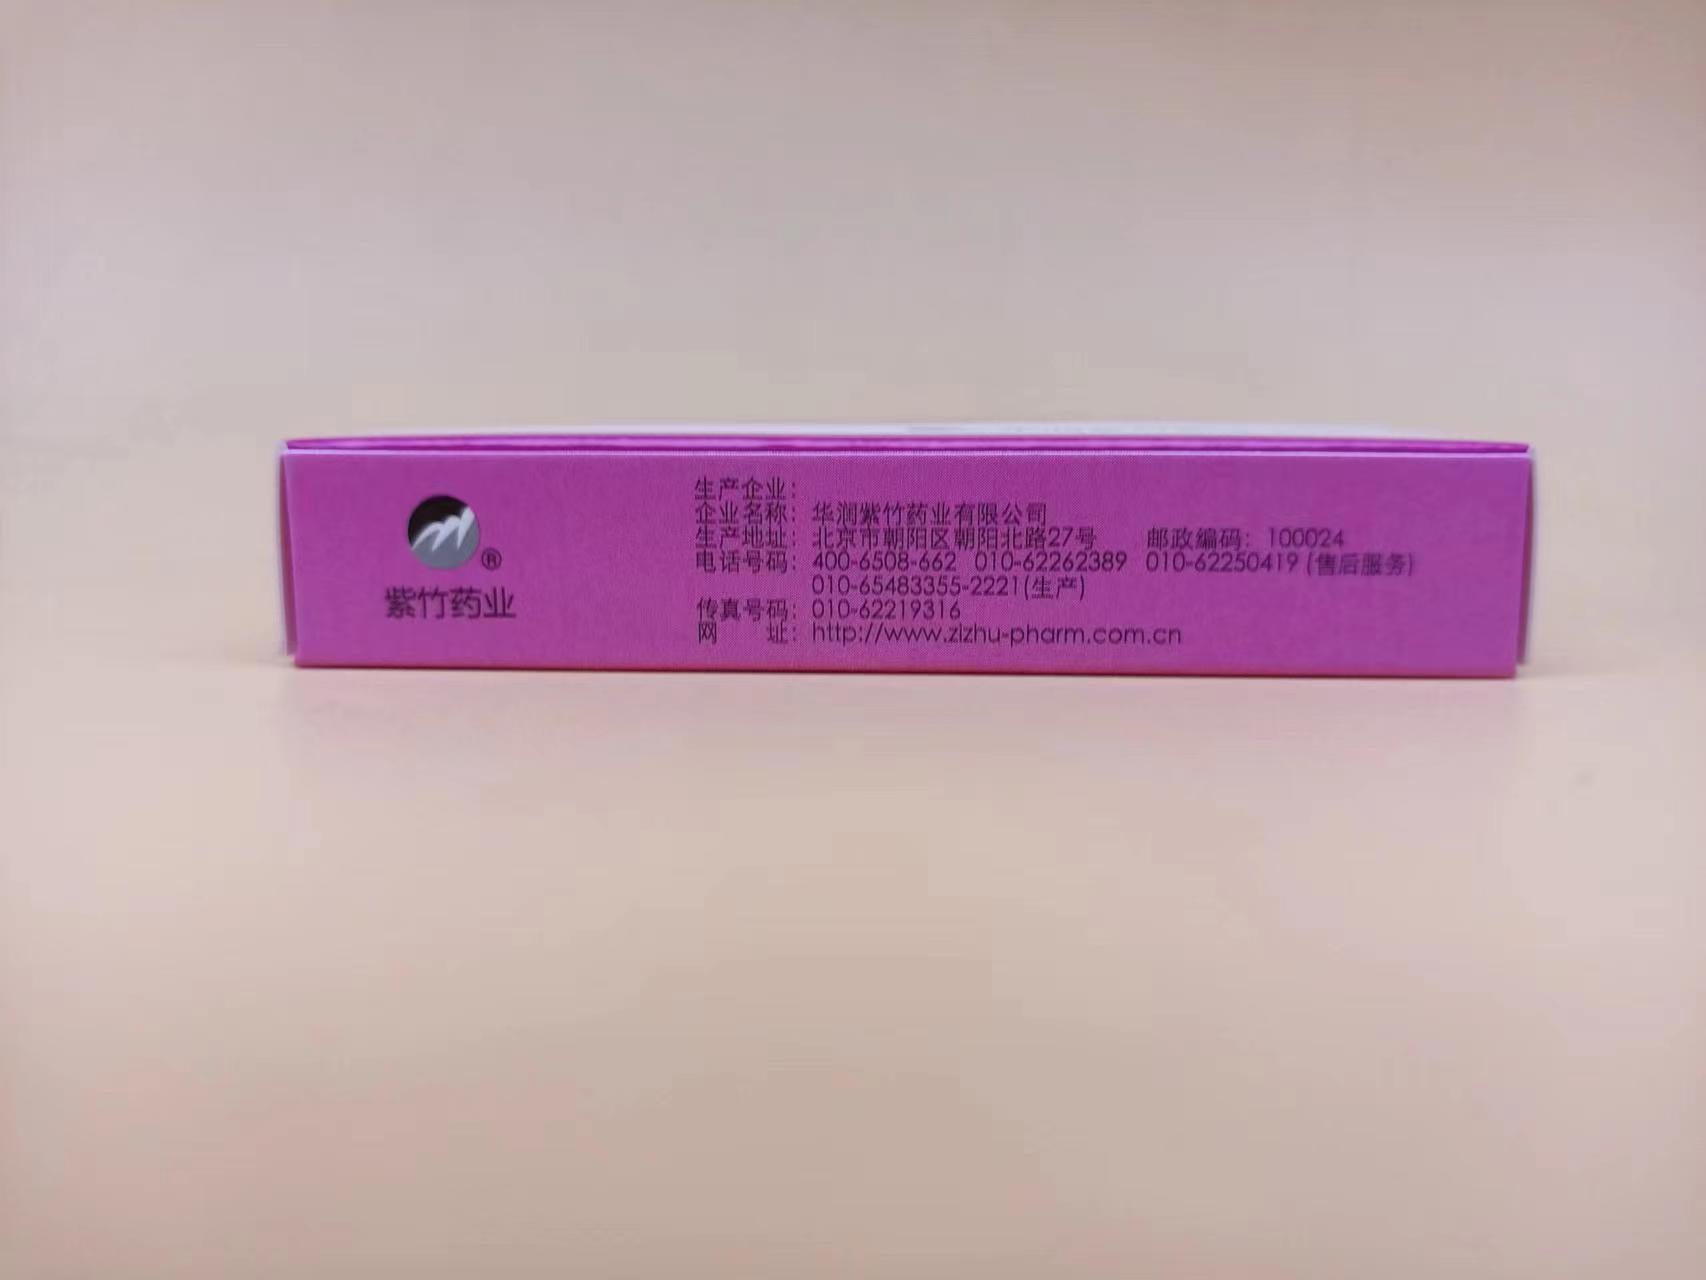 ®
紫竹药业
生产企业：
企业名称：华润紫竹药业有限公司
生产地址：北京市朝阳区朝阳北路27号 邮政编码：100024
电话号码：400-6508-662 010-62262389 010-62250419 (售后服务)
010-65483355-2221(生产)
传真号码：010-62219316
网 址：http://www.zizhu-pharm.com.cn